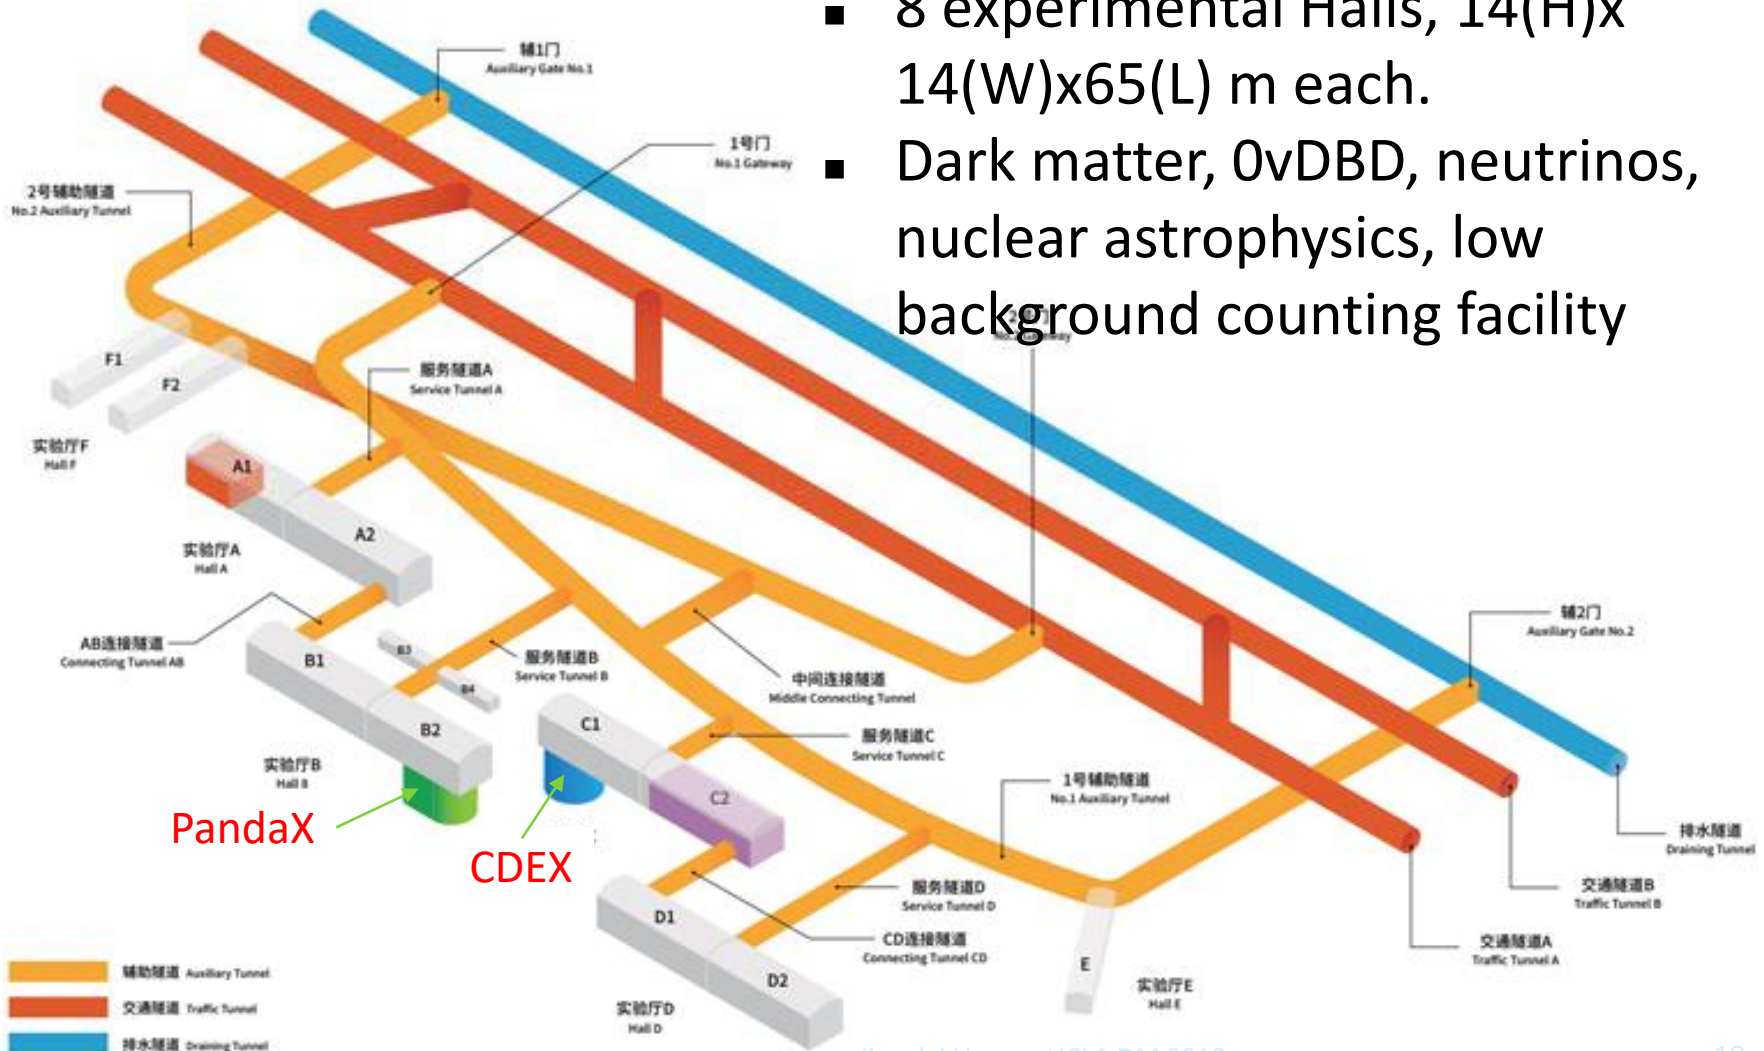 8 experimental Halls, 14(H)x
14(W)x65(L) m each.
Dark matter, 0vDBD, neutrinos,
nuclear astrophysics, low
background counting facility
辅1门
Auxiliary Gate No.1
1号门
No.1 Gateway
2号辅助隧道
No.2 Auxiliary Tunnel
2号门
No.2 Gateway
F1
F2
实验厅F
Hall F
服务隧道A
Service Tunnel A
A1
A2
实验厅A
Hall A
AB连接隧道
Connecting Tunnel AB
B1
B2
B3
B4
服务隧道B
Service Tunnel B
实验厅B
Hall B
PandaX
中间连接隧道
Middle Connecting Tunnel
辅2门
Auxiliary Gate No.2
C1
C2
CDEX
服务隧道C
Service Tunnel C
1号辅助隧道
No.1 Auxiliary Tunnel
排水隧道
Draining Tunnel
交通隧道B
Traffic Tunnel B
交通隧道A
Traffic Tunnel A
服务隧道D
Service Tunnel D
CD连接隧道
Connecting Tunnel CD
D1
D2
实验厅D
Hall D
E
实验厅E
Hall E
辅助隧道 Auxiliary Tunnel
交通隧道 Traffic Tunnel
排水隧道 Draining Tunnel